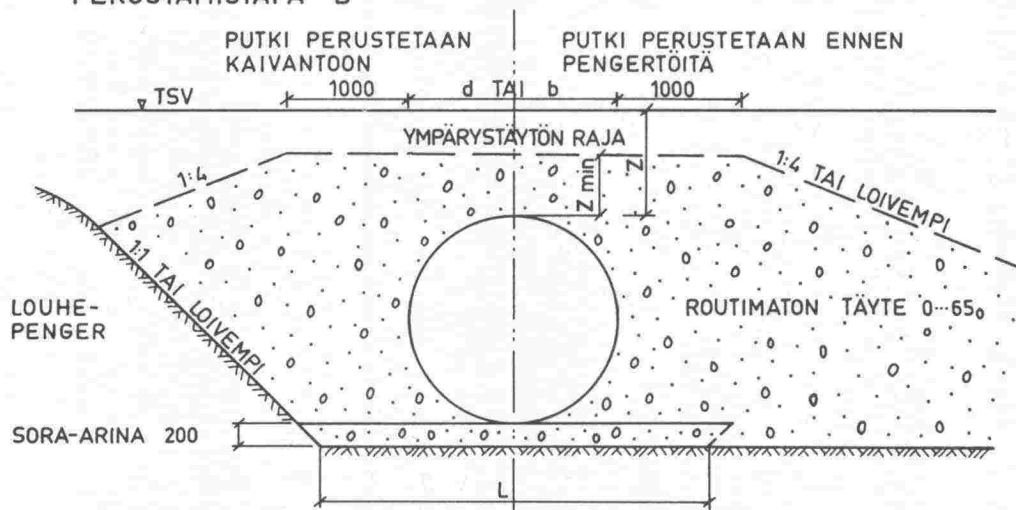 PERUSTAMISTAPA B
PUTKI PERUSTETAAN
KAIVANTOON
PUTKI PERUSTETAAN ENNEN
PENGERTÖITÄ
1000
d TAI b
1000
TSV
YMPÄRYSTÄYTÖN RAJA
1:4
Z min
Z
1:4 TAI LOIVEMPI
1:1 TAI LOIVEMPI
LOUHE-
PENGER
ROUTIMATON TÄYTE 0...65
SORA-ARINA 200
L